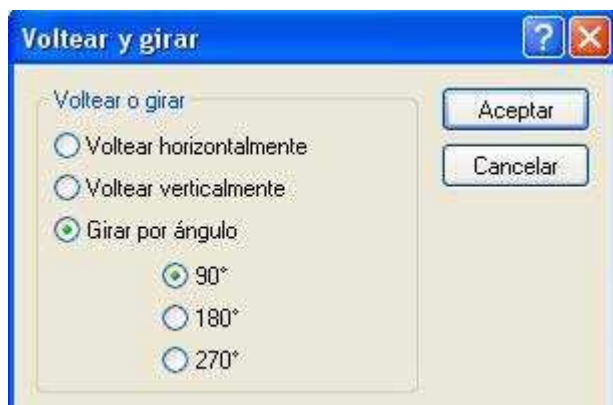 Voltear y girar
Voltear o girar
Voltear horizontalmente
Voltear verticalmente
Girar por ángulo
90°
180°
270°
Aceptar
Cancelar